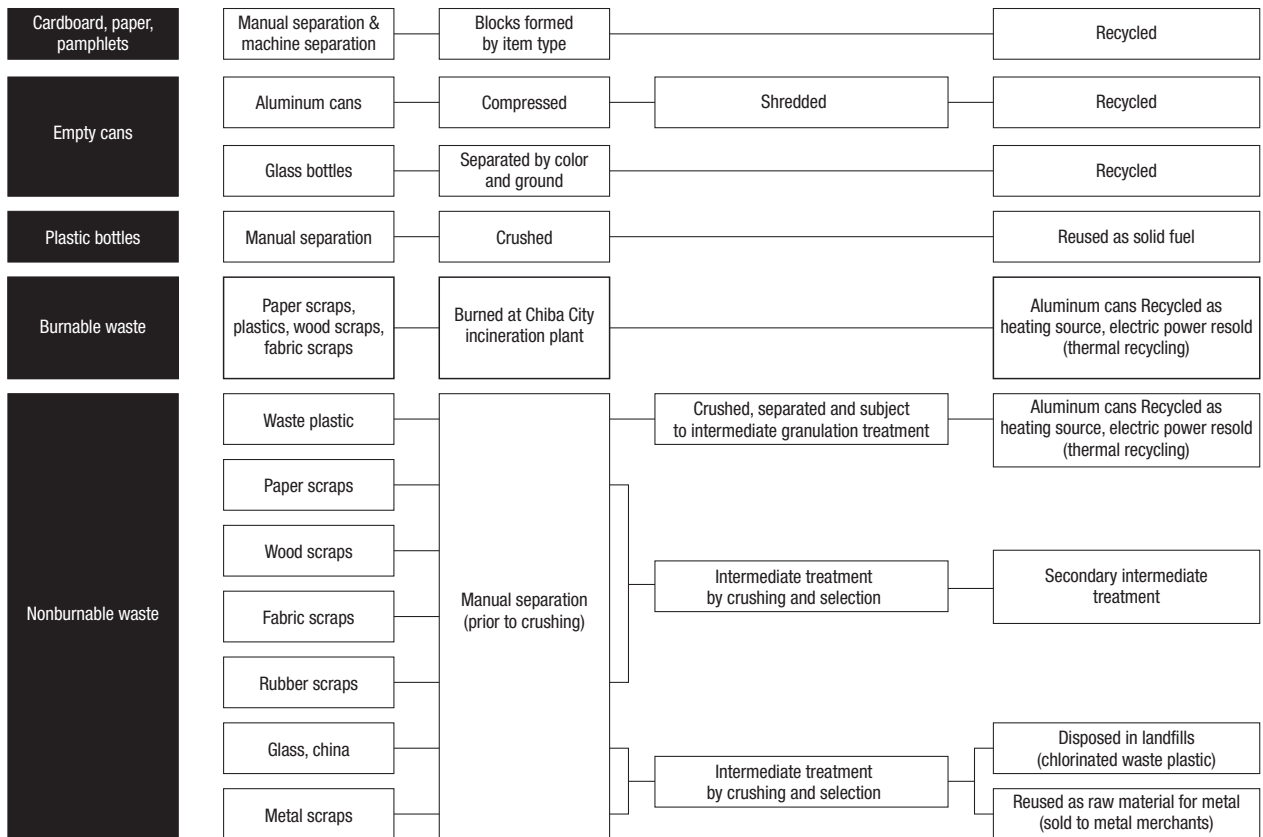 Cardboard, paper,
pamphlets
Manual separation &
machine separation
Blocks formed
by item type
Recycled
Empty cans
Aluminum cans
Compressed
Shredded
Recycled
Glass bottles
Separated by color
and ground
Recycled
Plastic bottles
Manual separation
Crushed
Reused as solid fuel
Burnable waste
Paper scraps,
plastics, wood scraps,
fabric scraps
Burned at Chiba City
incineration plant
Aluminum cans Recycled as
heating source, electric power resold
(thermal recycling)
Nonburnable waste
Waste plastic
Paper scraps
Wood scraps
Fabric scraps
Rubber scraps
Glass, china
Metal scraps
Manual separation
(prior to crushing)
Crushed, separated and subject
to intermediate granulation treatment
Aluminum cans Recycled as
heating source, electric power resold
(thermal recycling)
Intermediate treatment
by crushing and selection
Secondary intermediate
treatment
Intermediate treatment
by crushing and selection
Disposed in landfills
(chlorinated waste plastic)
Reused as raw material for metal
(sold to metal merchants)